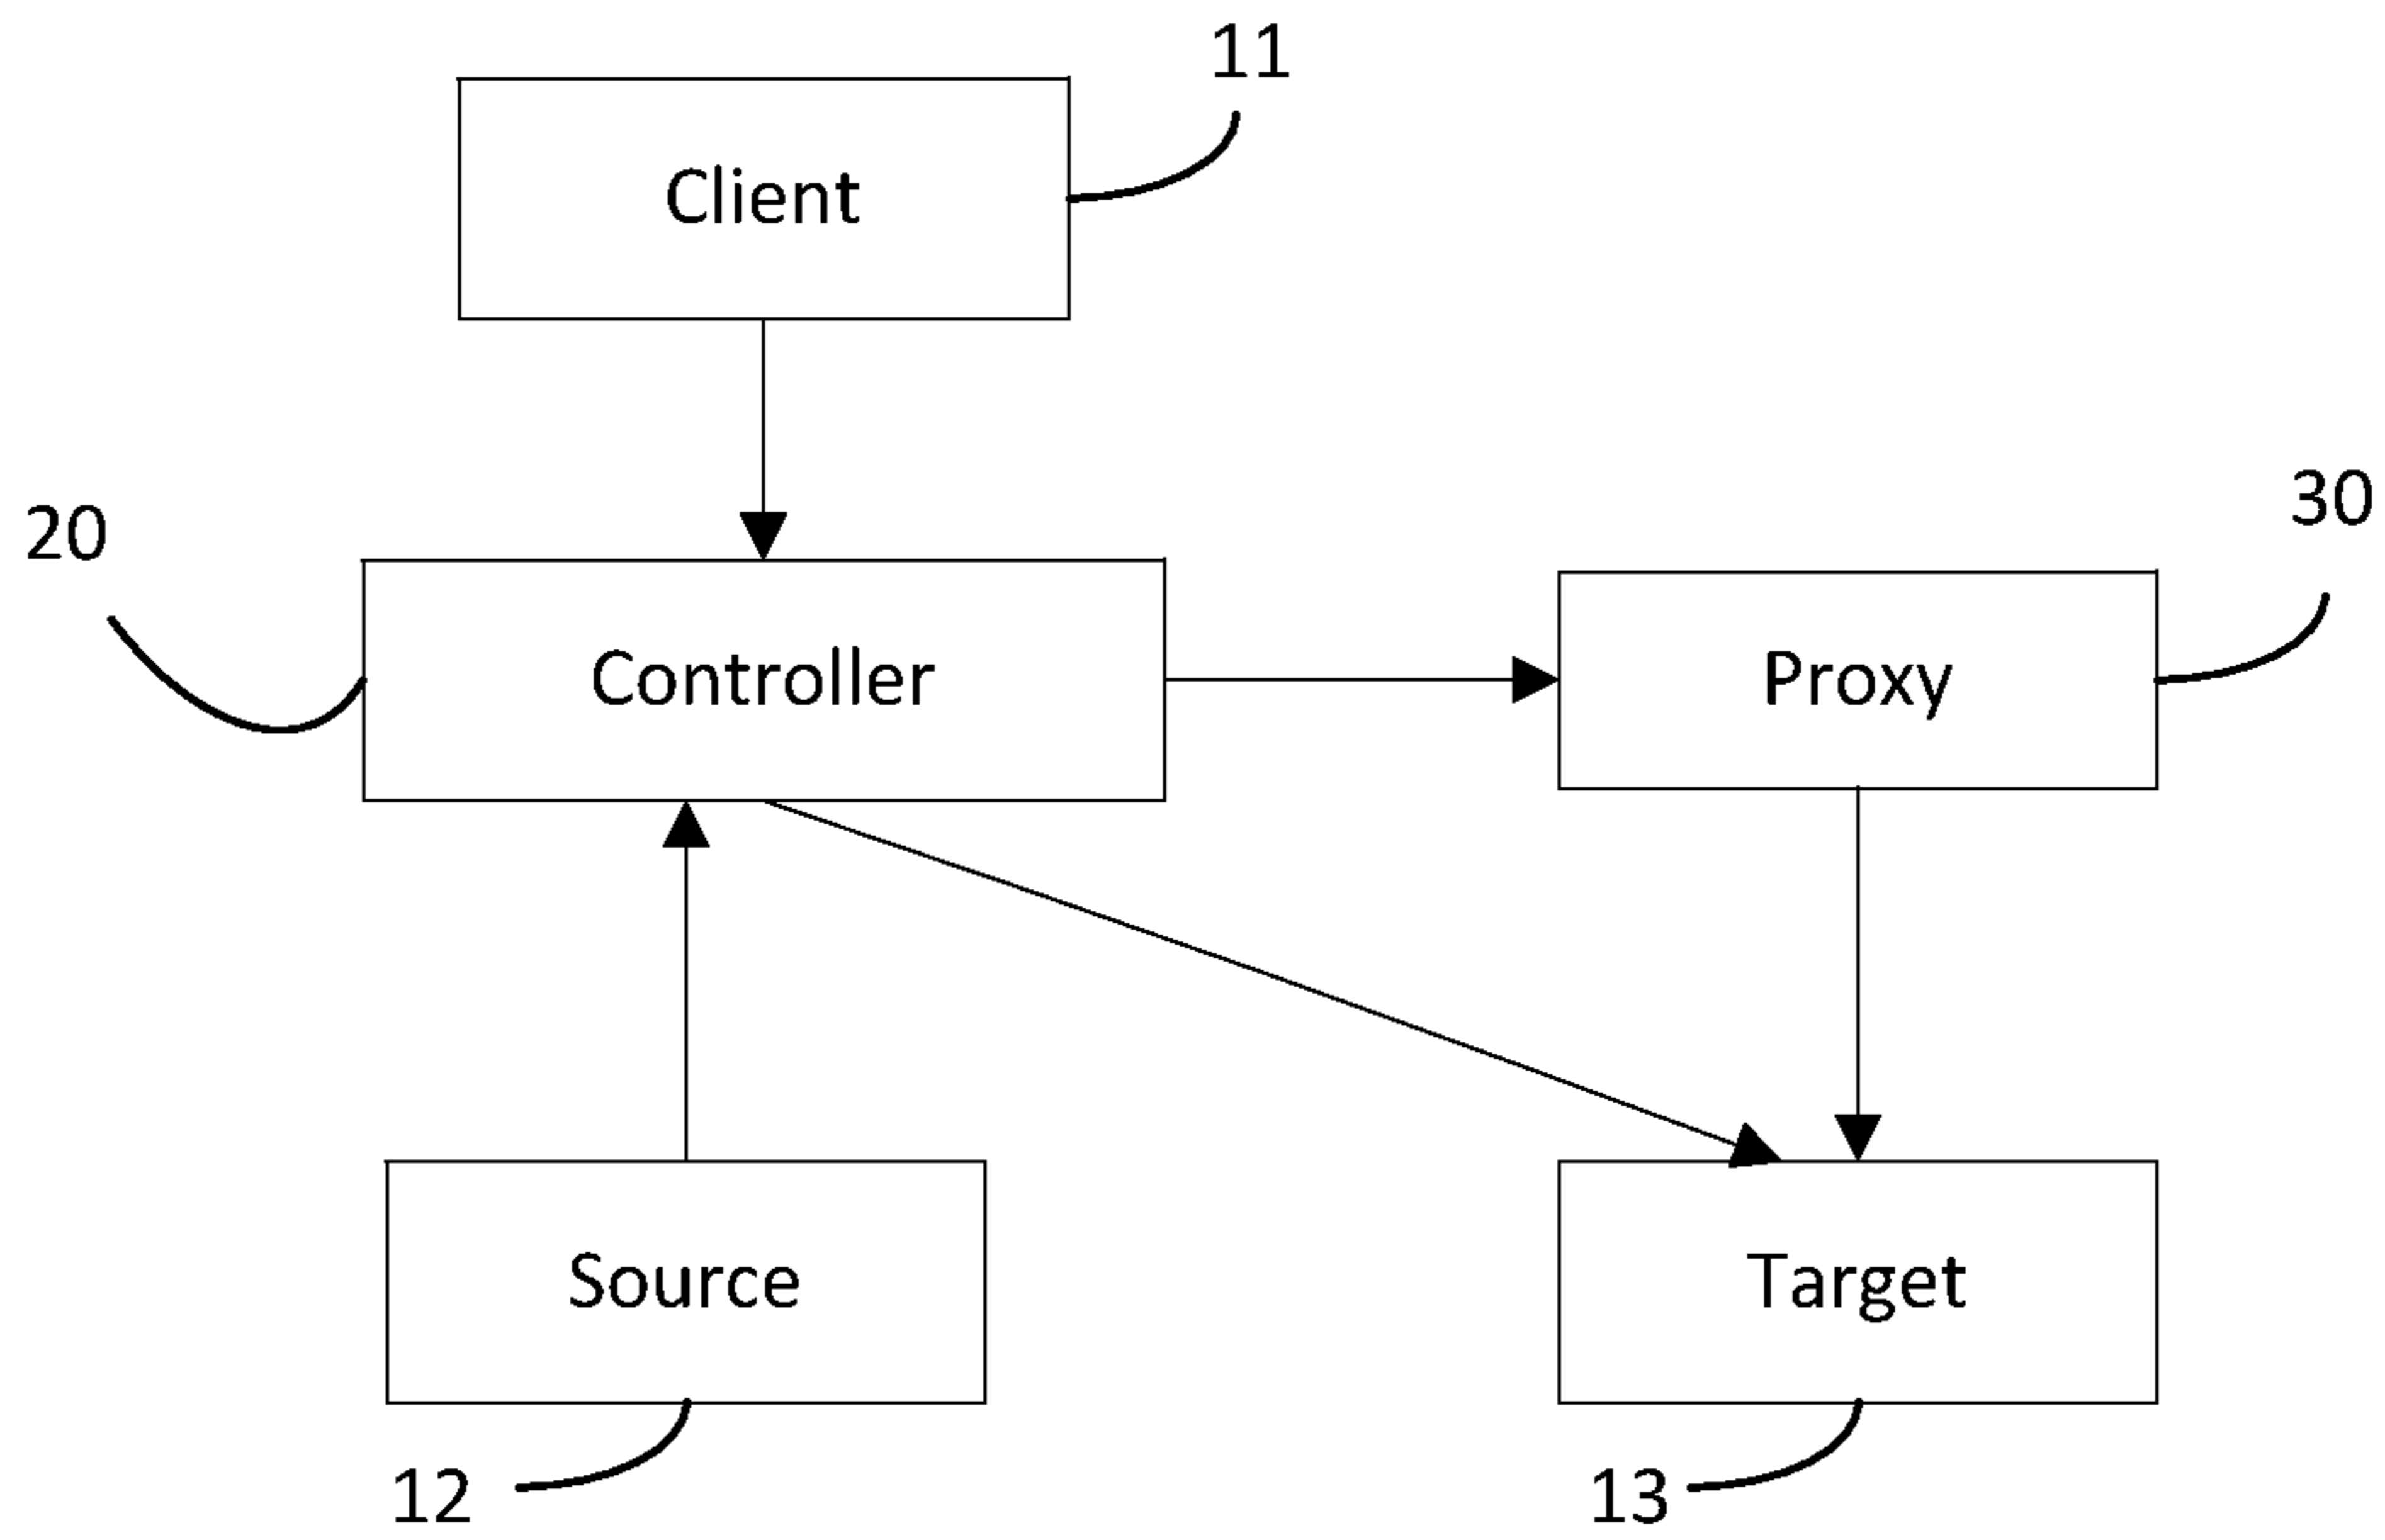 11
Client
20
30
Controller
Proxy
Source
Target
12
13